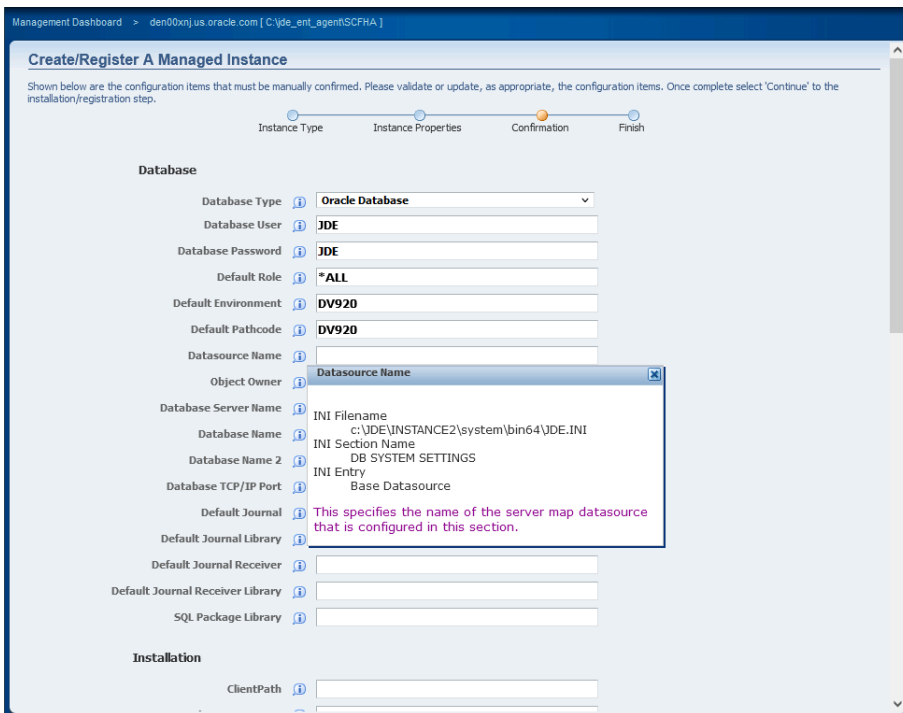 Management Dashboard > den00xnj.us.oracle.com [ C:\jde_ent_agent\SCFHA ]
Create/Register A Managed Instance
Shown below are the configuration items that must be manually confirmed. Please validate or update, as appropriate, the configuration items. Once complete select 'Continue' to the
installation/registration step.
Instance Type Instance Properties Confirmation Finish
Database
Database Type Oracle Database
Database User JDE
Database Password JDE
Default Role *ALL
Default Environment DV920
Default Pathcode DV920
Datasource Name
Object Owner
Database Server Name
Database Name
Database Name 2
Database TCP/IP Port
Default Journal
Default Journal Library
Datasource Name
INI Filename
c:\JDE\INSTANCE2\system\bin64\JDE.INI
INI Section Name
DB SYSTEM SETTINGS
INI Entry
Base Datasource
This specifies the name of the server map datasource
that is configured in this section.
Default Journal Receiver
Default Journal Receiver Library
SQL Package Library
Installation
ClientPath